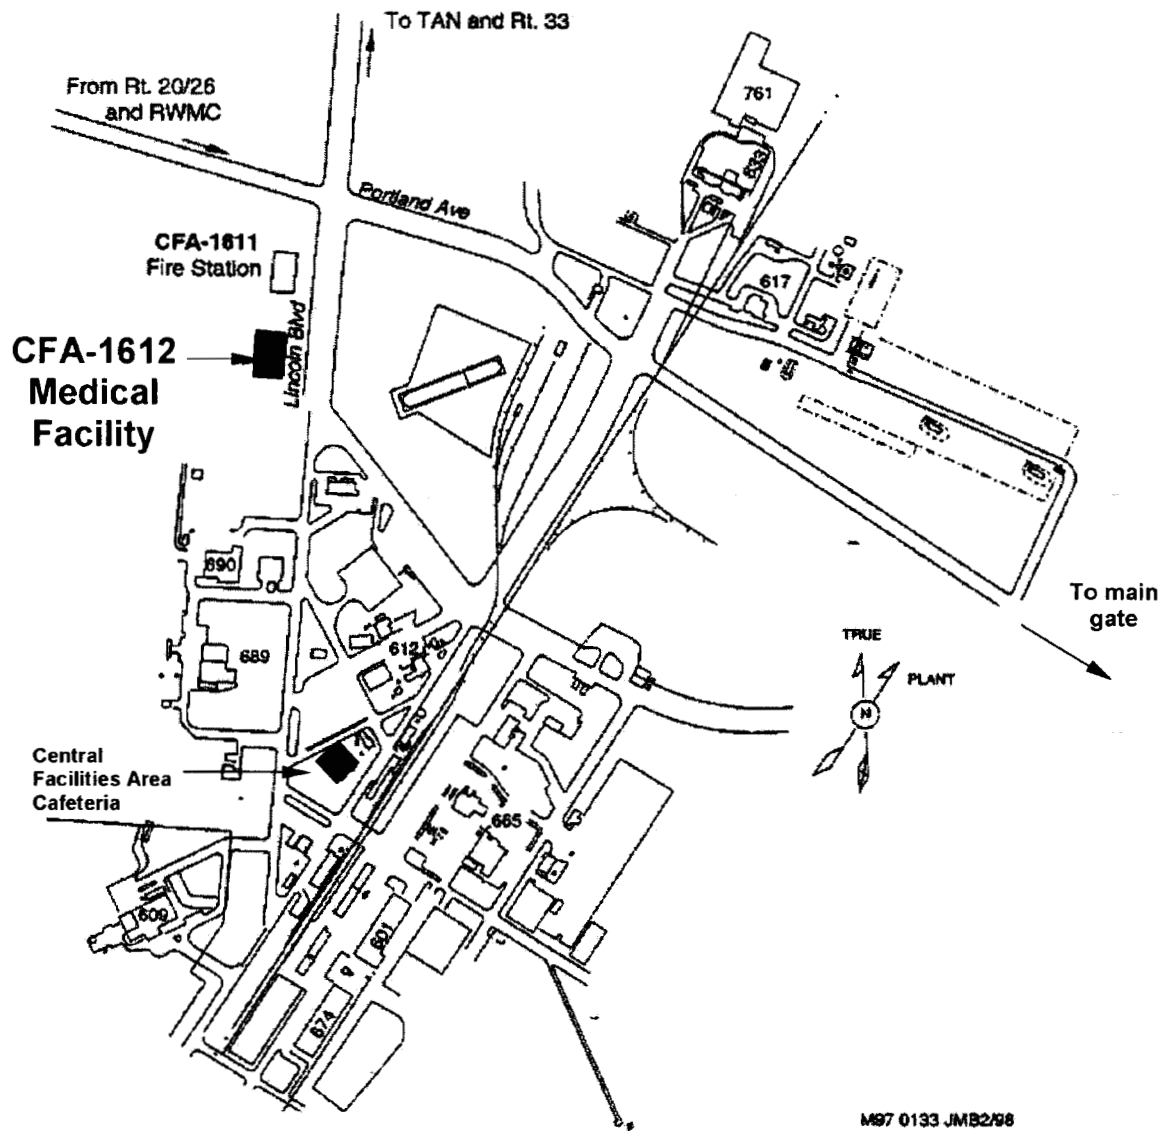 To TAN and Rt. 33
From Rt. 20/26
and RWMC
761
633
Portland Ave
CFA-1611
Fire Station
617
Lincoln Blvd
CFA-1612
Medical
Facility
690
To main
gate
TRUE
PLANT
N
689
612
Central
Facilities Area
Cafeteria
665
609
601
674
M97 0133 JMB2/98